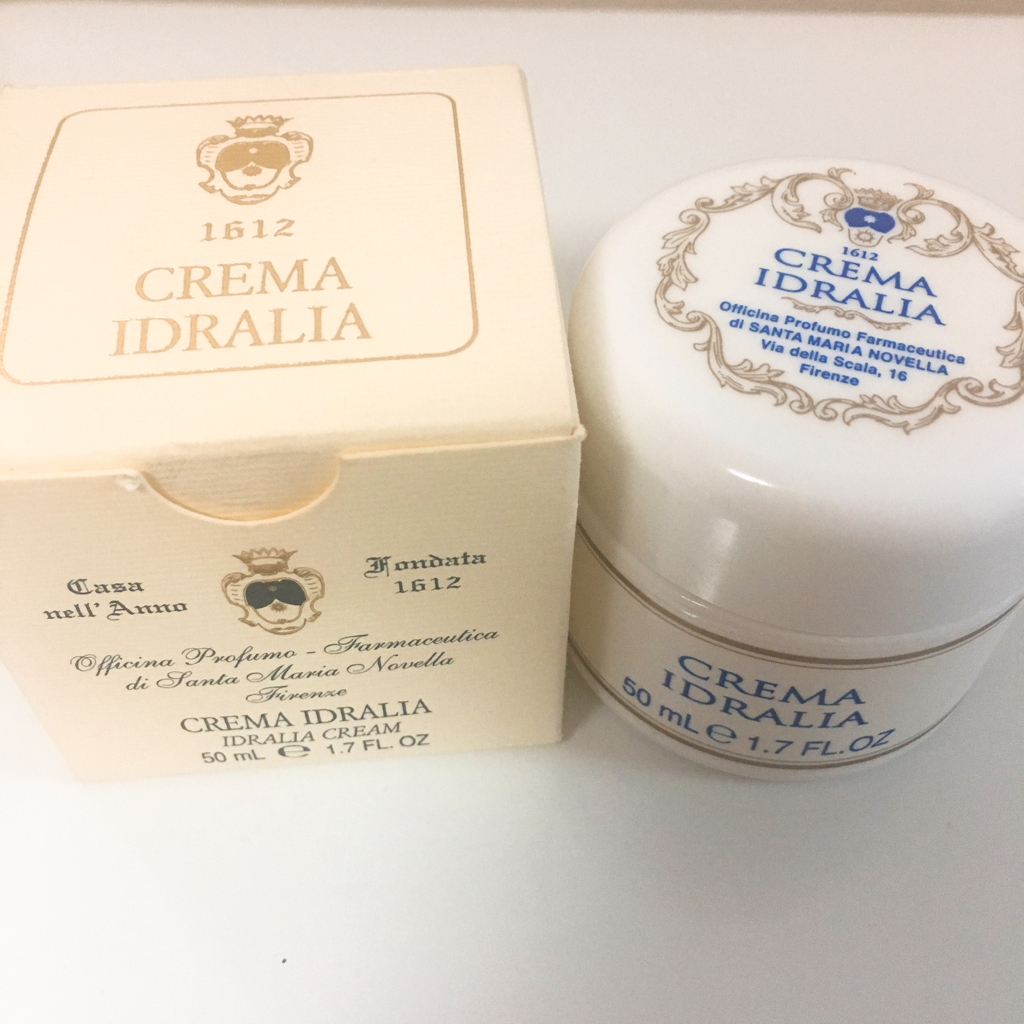 1612
CREMA
IDRALIA
Casa
nell' Anno
Fondata
1612
Officina Profumo - Farmaceutica
di Santa Maria Novella
Firenze
CREMA IDRALIA
IDRALIA CREAM
50 mL ℮ 1.7 FL. OZ
1612
CREMA
IDRALIA
Officina Profumo Farmaceutica
di SANTA MARIA NOVELLA
Via della Scala, 16
Firenze
CREMA
IDRALIA
50 mL ℮ 1.7 FL. OZ